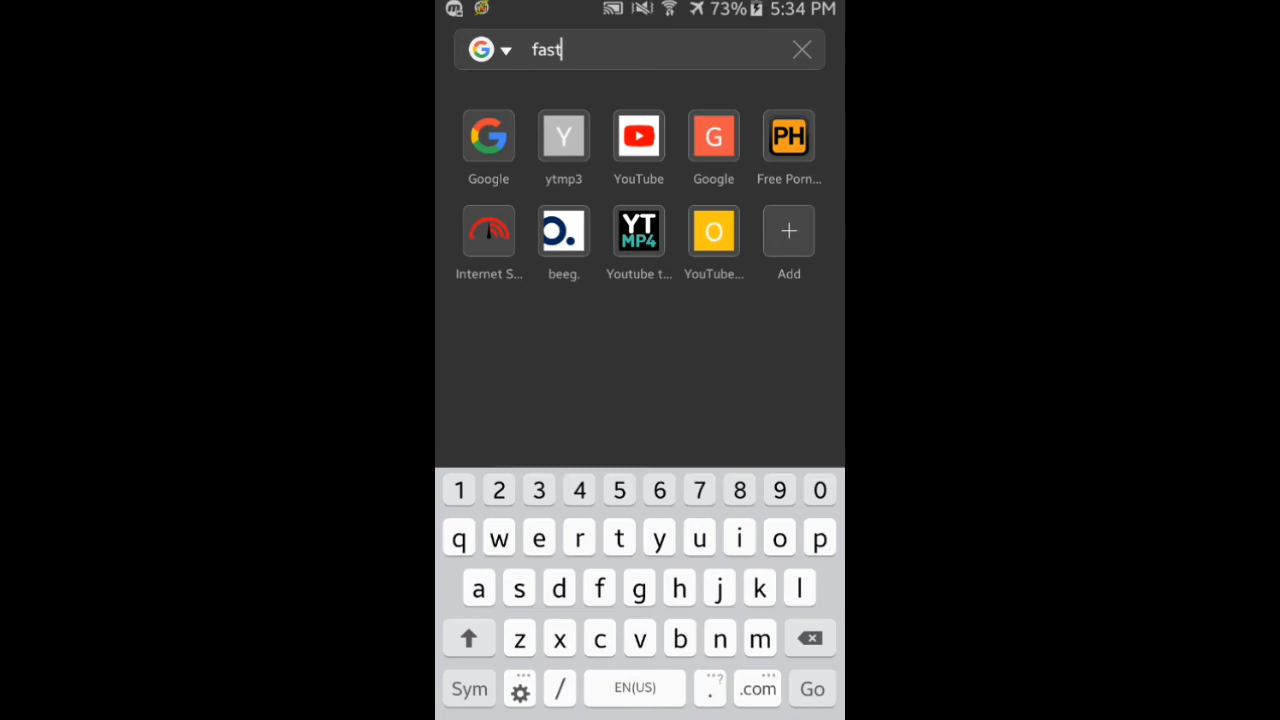 73% 5:34 PM
fast
Y G PH
Google ytmp3 YouTube Google Free Porn...
o. YT MP4 O +
Internet S... beeg. Youtube t... YouTube... Add
1 2 3 4 5 6 7 8 9 0
q w e r t y u i o p
a s d f g h j k l
z x c v b n m
Sym / EN(US) . ...? .com Go